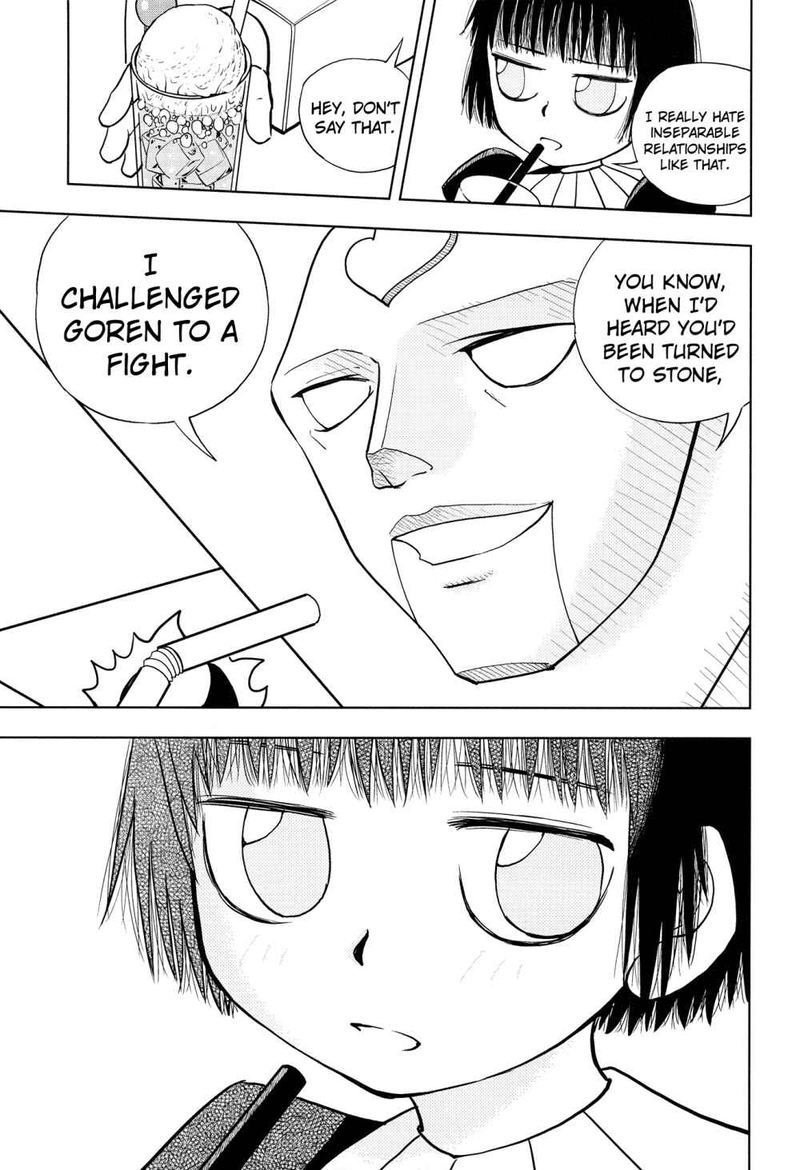 I REALLY HATE
INSEPARABLE
RELATIONSHIPS
LIKE THAT.
HEY, DON'T
SAY THAT.
YOU KNOW,
WHEN I'D
HEARD YOU'D
BEEN TURNED
TO STONE,
I
CHALLENGED
GOREN TO A
FIGHT.